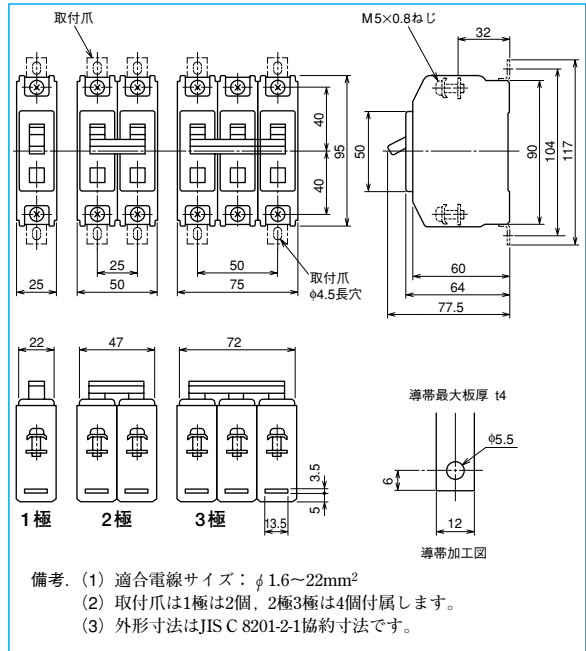 取付爪
M5×0.8ねじ
32
40
40
95
50
90
104
117
25
50
取付爪
φ4.5長穴
25
50
75
60
64
77.5
22
47
72
導帯最大板厚 t4
φ5.5
6
12
導帯加工図
3.5
5
13.5
1極
2極
3極
備考. (1) 適合電線サイズ：φ1.6〜22mm²
(2) 取付爪は1極は2個，2極3極は4個付属します。
(3) 外形寸法はJIS C 8201-2-1協約寸法です。